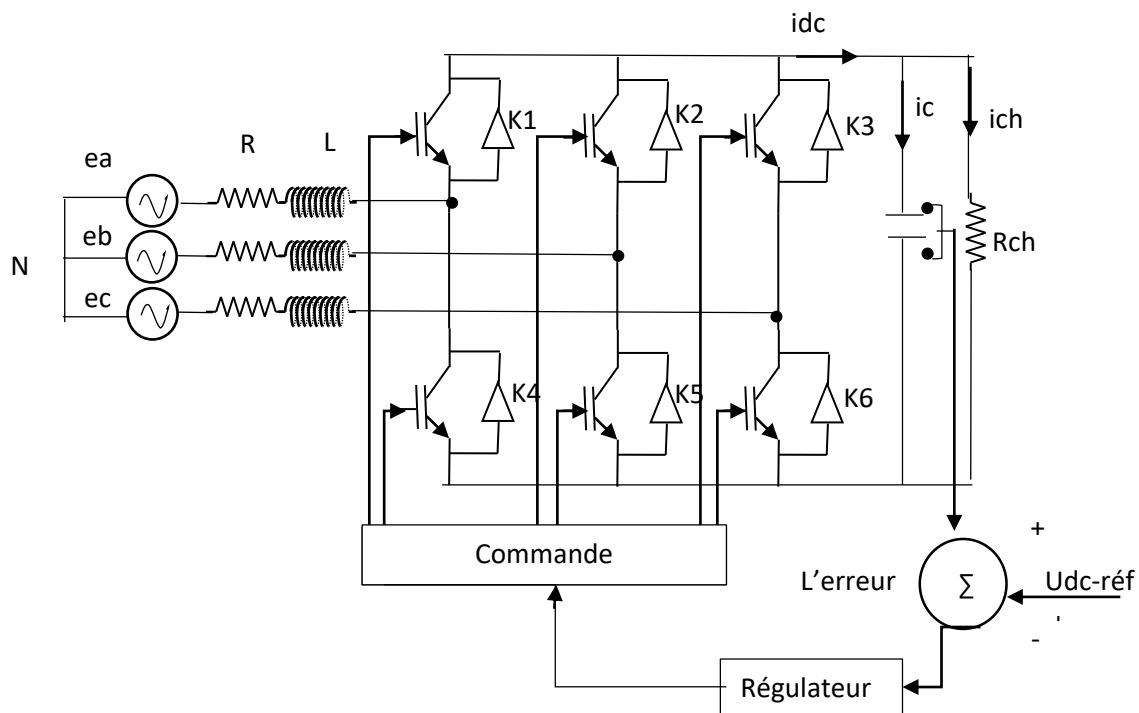 idc
K1
K2
K3
ic
ich
R
L
ea
eb
N
ec
Rch
K4
K5
K6
Commande
+
L’erreur
Σ
Udc-réf
-
Régulateur